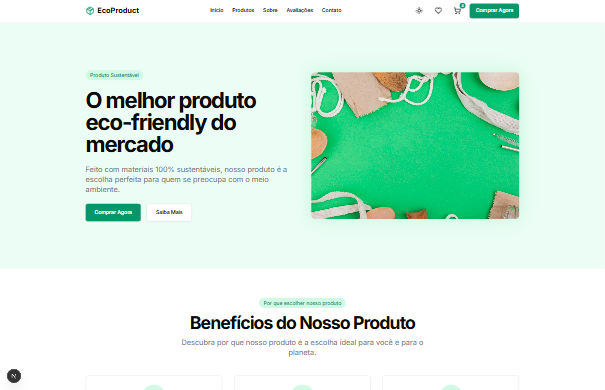 EcoProduct
Início Produtos Sobre Avaliações Contato
Comprar Agora
Produto Sustentável
O melhor produto
eco-friendly do
mercado
Feito com materiais 100% sustentáveis, nosso produto é a
escolha perfeita para quem se preocupa com o meio
ambiente.
Comprar Agora Saiba Mais
Por que escolher nosso produto
Benefícios do Nosso Produto
Descubra por que nosso produto é a escolha ideal para você e para o
planeta.